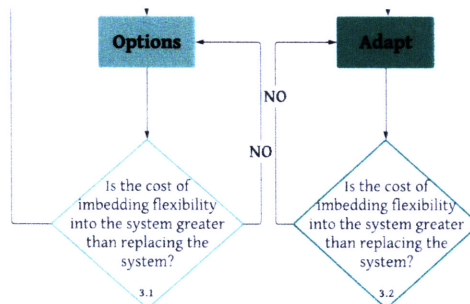 Options
Adapt
NO
NO
Is the cost of
imbedding flexibility
into the system greater
than replacing the
system?
3.1
Is the cost of
imbedding flexibility
into the system greater
than replacing the
system?
3.2